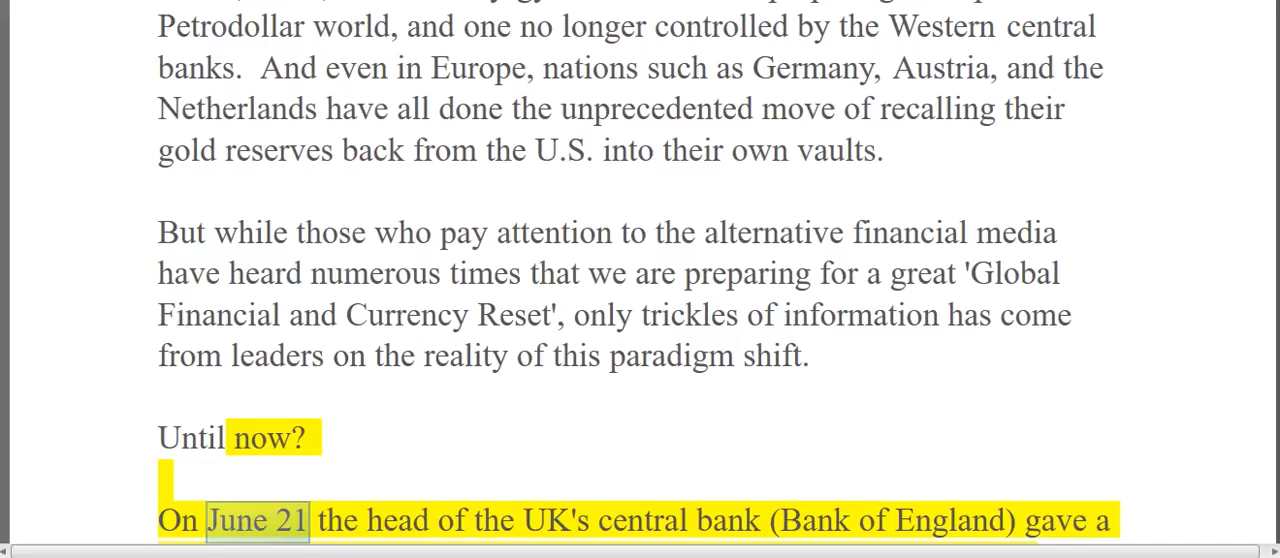 Petrodollar world, and one no longer controlled by the Western central
banks.  And even in Europe, nations such as Germany, Austria, and the
Netherlands have all done the unprecedented move of recalling their
gold reserves back from the U.S. into their own vaults.
But while those who pay attention to the alternative financial media
have heard numerous times that we are preparing for a great 'Global
Financial and Currency Reset', only trickles of information has come
from leaders on the reality of this paradigm shift.
Until now?
On June 21 the head of the UK's central bank (Bank of England) gave a